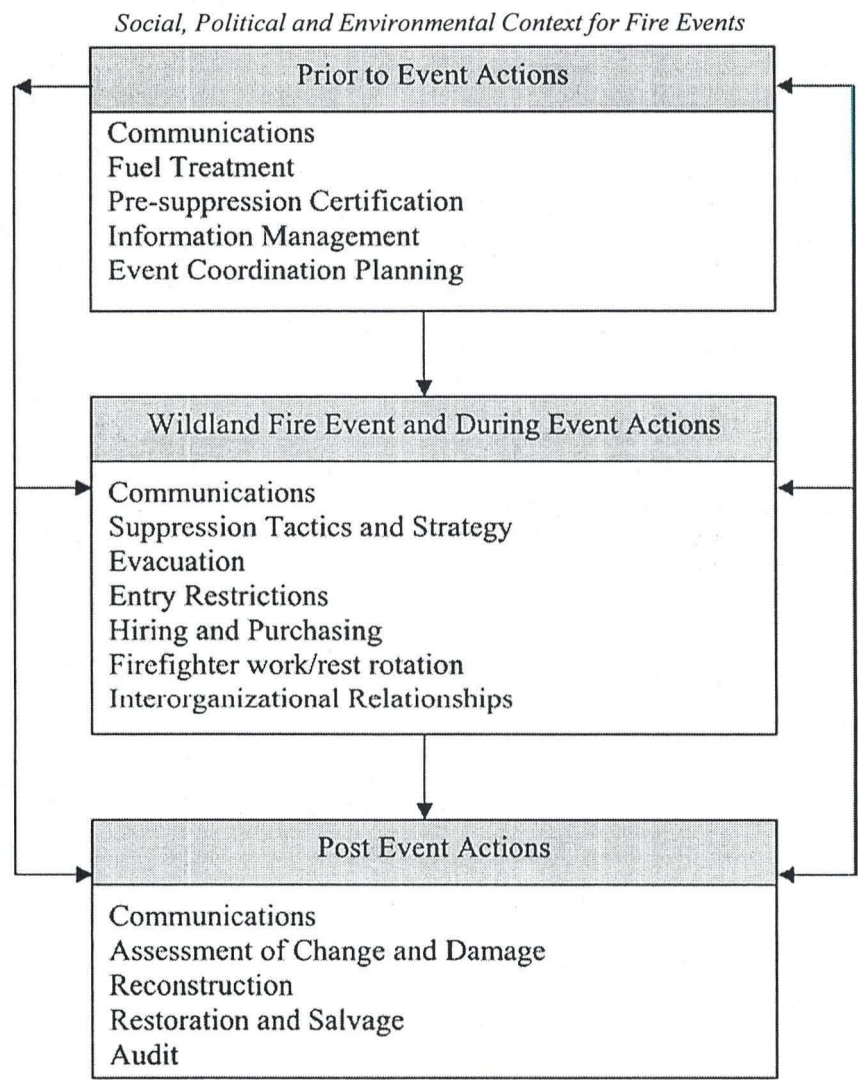 Social, Political and Environmental Context for Fire Events
Prior to Event Actions
Communications
Fuel Treatment
Pre-suppression Certification
Information Management
Event Coordination Planning
Wildland Fire Event and During Event Actions
Communications
Suppression Tactics and Strategy
Evacuation
Entry Restrictions
Hiring and Purchasing
Firefighter work/rest rotation
Interorganizational Relationships
Post Event Actions
Communications
Assessment of Change and Damage
Reconstruction
Restoration and Salvage
Audit